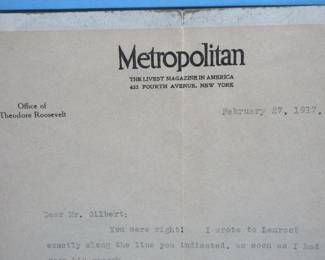 Metropolitan
THE LIVEST MAGAZINE IN AMERICA
432 FOURTH AVENUE, NEW YORK
Office of
Theodore Roosevelt
February 27, 1917.
Dear Mr. Gilbert:
You were right! I wrote to Lenroot
exactly along the line you indicated, as soon as I had